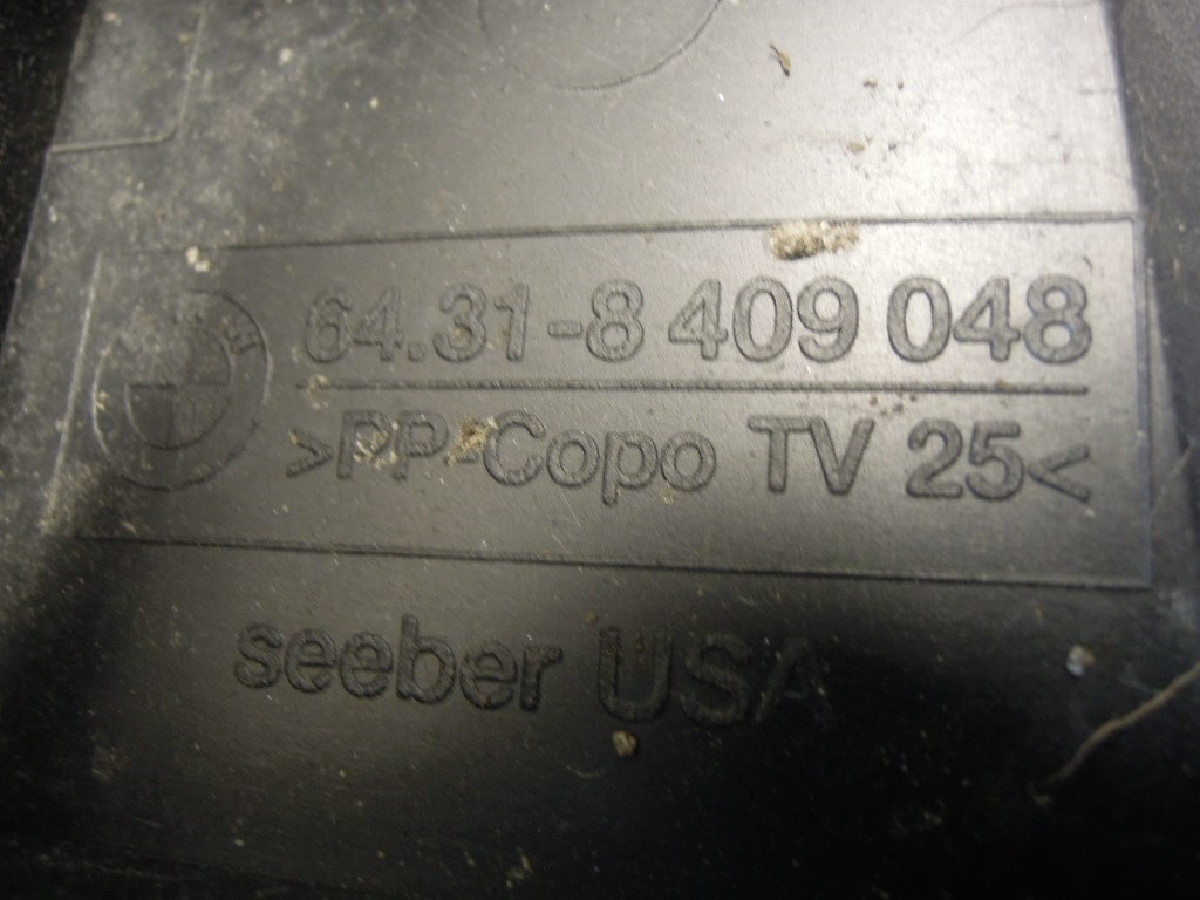 64.31-8 409 048
>PP-Copo TV 25<
seeber USA